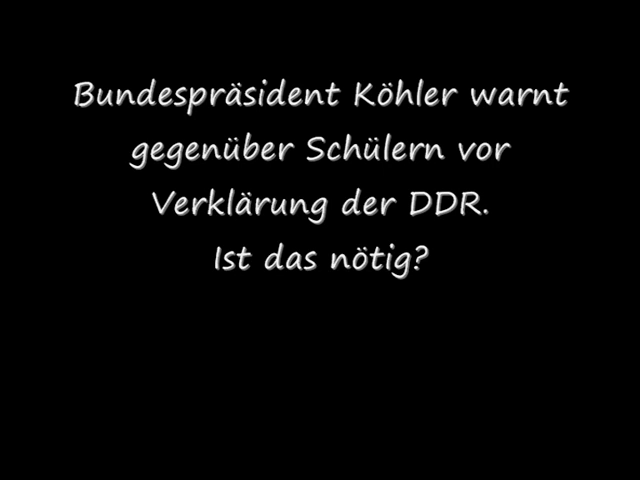 Bundespräsident Köhler warnt
gegenüber Schülern vor
Verklärung der DDR.
Ist das nötig?